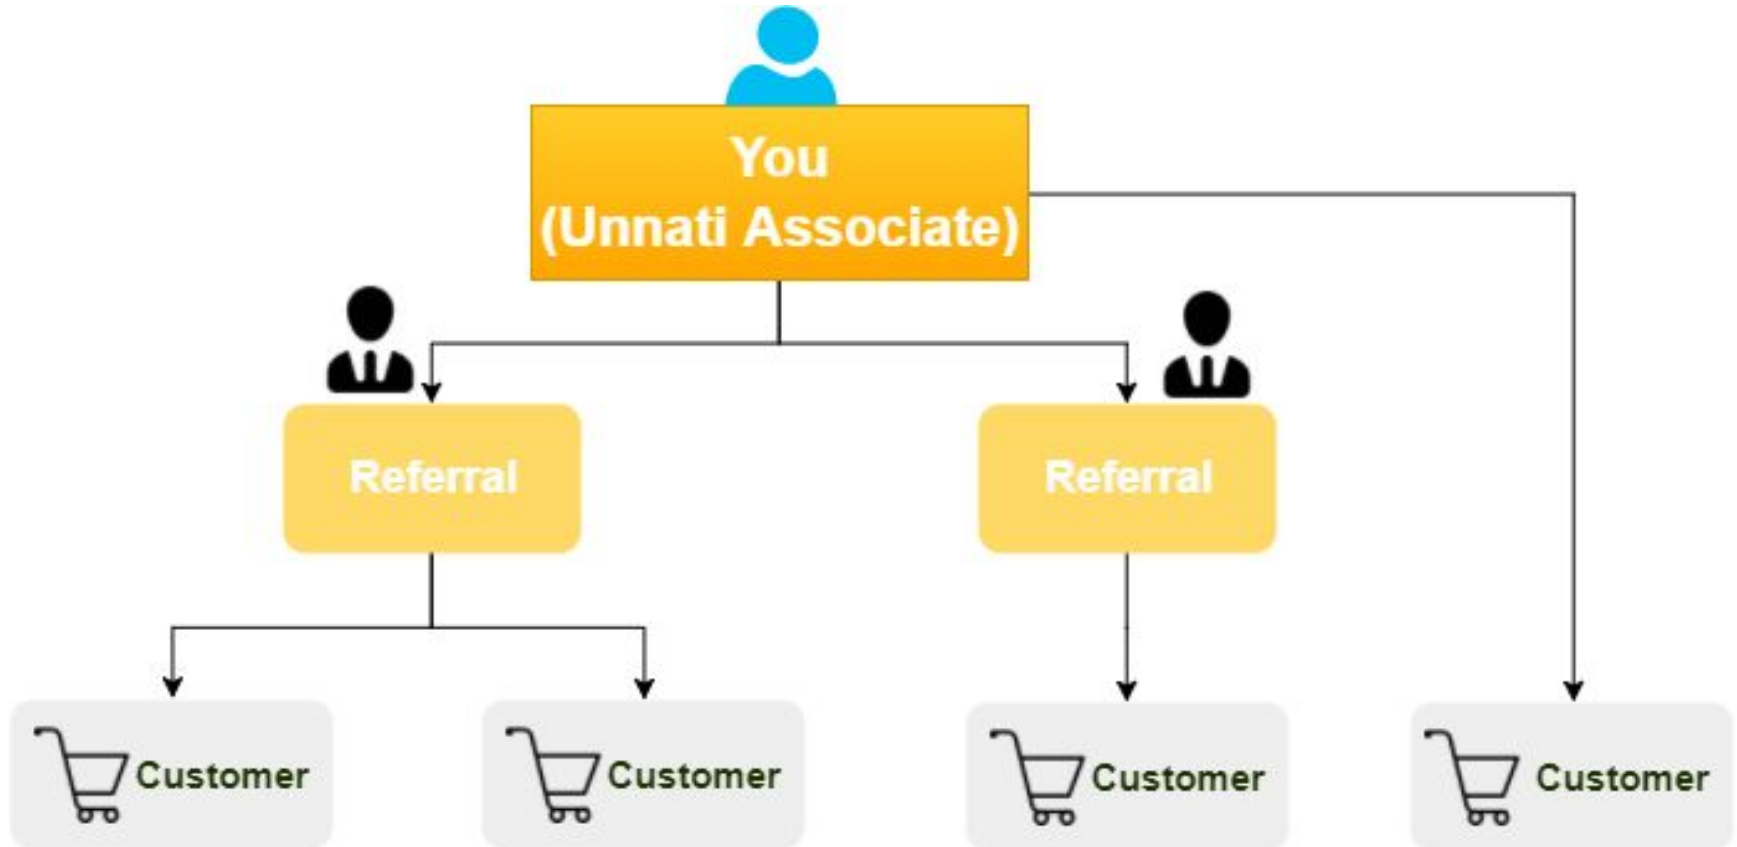 You
(Unnati Associate)
Referral
Referral
Customer
Customer
Customer
Customer